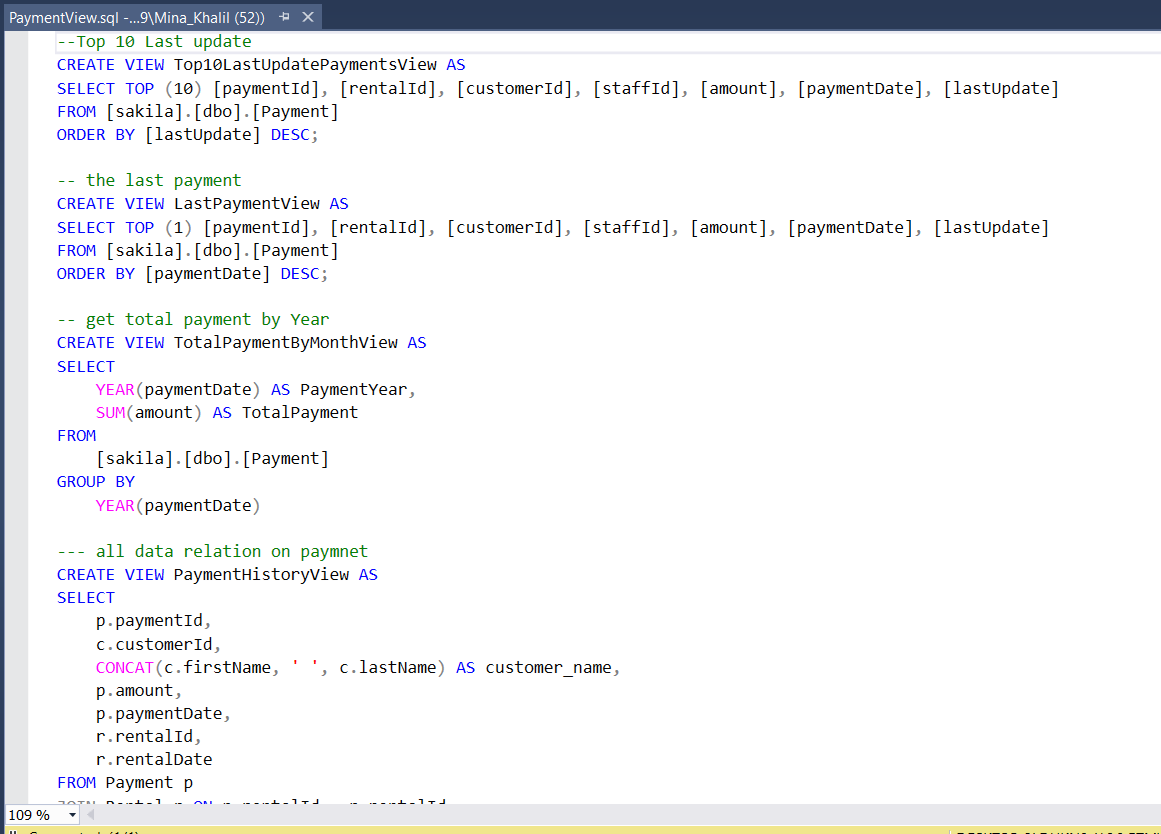 PaymentView.sql -...9\Mina_Khalil (52))
--Top 10 Last update
CREATE VIEW Top10LastUpdatePaymentsView AS
SELECT TOP (10) [paymentId], [rentalId], [customerId], [staffId], [amount], [paymentDate], [lastUpdate]
FROM [sakila].[dbo].[Payment]
ORDER BY [lastUpdate] DESC;
-- the last payment
CREATE VIEW LastPaymentView AS
SELECT TOP (1) [paymentId], [rentalId], [customerId], [staffId], [amount], [paymentDate], [lastUpdate]
FROM [sakila].[dbo].[Payment]
ORDER BY [paymentDate] DESC;
-- get total payment by Year
CREATE VIEW TotalPaymentByMonthView AS
SELECT
YEAR(paymentDate) AS PaymentYear,
SUM(amount) AS TotalPayment
FROM
[sakila].[dbo].[Payment]
GROUP BY
YEAR(paymentDate)
--- all data relation on paymnet
CREATE VIEW PaymentHistoryView AS
SELECT
p.paymentId,
c.customerId,
CONCAT(c.firstName, ' ', c.lastName) AS customer_name,
p.amount,
p.paymentDate,
r.rentalId,
r.rentalDate
FROM Payment p
109 %